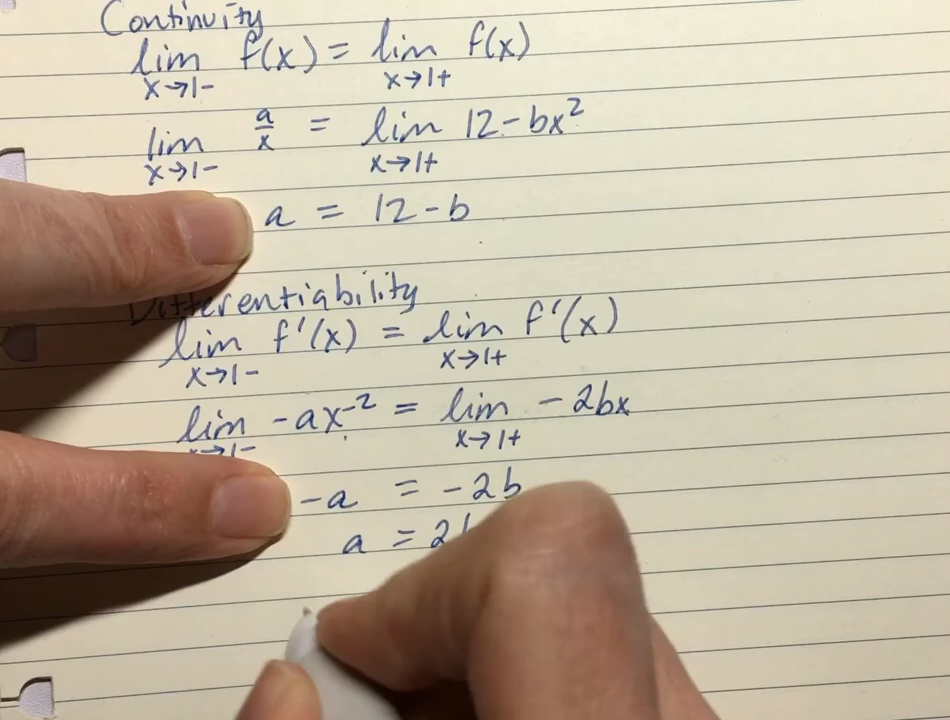 Continuity
lim x→1- f(x) = lim x→1+ f(x)
lim x→1- a/x = lim x→1+ 12-bx²
a = 12-b
Differentiability
lim x→1- f'(x) = lim x→1+ f'(x)
lim x→1- -ax⁻² = lim x→1+ -2bx
-a = -2b
a = 2